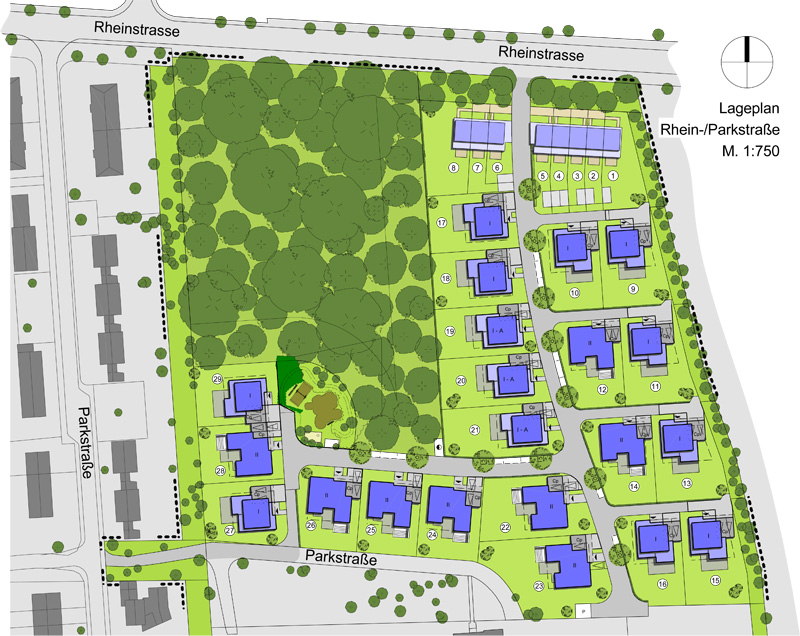 Rheinstrasse
Rheinstrasse
Lageplan
Rhein-/Parkstraße
M. 1:750
8
7
6
5
4
3
2
1
17
I
I
I
18
I
10
9
Cp
19
I - A
II
I
20
I - A
12
11
29
I
21
I - A
II
I
Parkstraße
28
II
14
13
II
II
II
22
II
27
I
26
25
24
I
I
Parkstraße
23
II
16
15
P